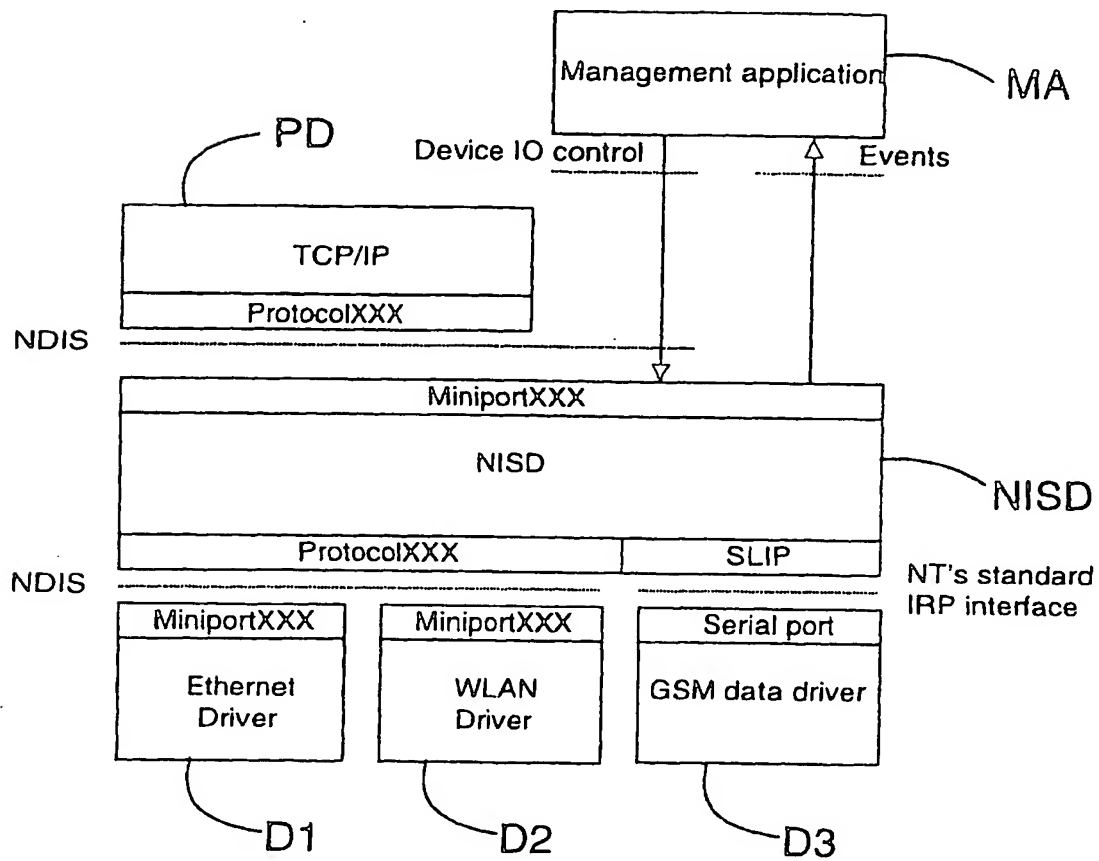 Management application
MA
PD
Device IO control
Events
TCP/IP
ProtocolXXX
NDIS
MiniportXXX
NISD
NISD
ProtocolXXX
SLIP
NDIS
NT's standard
IRP interface
MiniportXXX
MiniportXXX
Serial port
Ethernet
Driver
WLAN
Driver
GSM data driver
D1
D2
D3